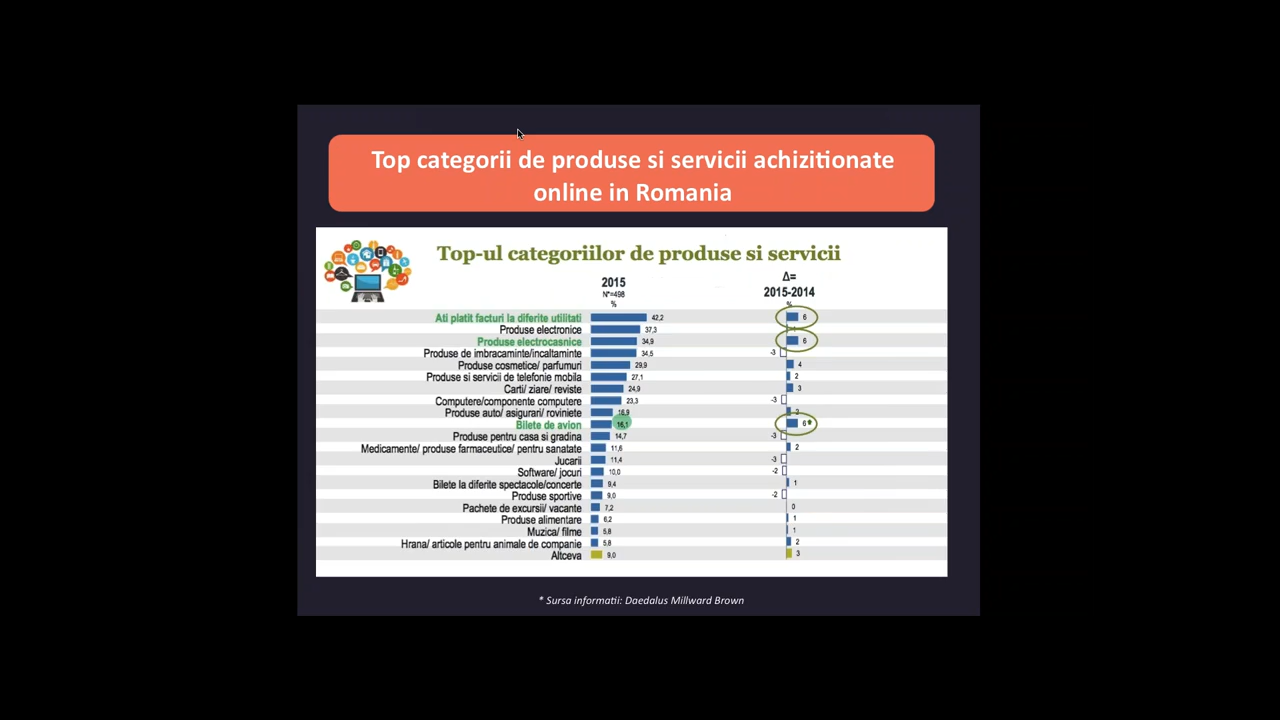 Top categorii de produse si servicii achizitionate
online in Romania
Top-ul categoriilor de produse si servicii
2015
N*=498
%
Δ=
2015-2014
%
Ati platit facturi la diferite utilitati 42,2 6
Produse electronice 37,3
Produse electrocasnice 34,9 6
Produse de imbracaminte/incaltaminte 34,5 -3
Produse cosmetice/ parfumuri 29,9 4
Produse si servicii de telefonie mobila 27,1 2
Carti/ ziare/ reviste 24,9 3
Computere/componente computere 23,3 -3
Produse auto/ asigurari/ roviniete 16,9 3
Bilete de avion 16,1 6*
Produse pentru casa si gradina 14,7 -3
Medicamente/ produse farmaceutice/ pentru sanatate 11,6 2
Jucarii 11,4 -3
Software/ jocuri 10,0 -2
Bilete la diferite spectacole/concerte 9,4 1
Produse sportive 9,0 -2
Pachete de excursii/ vacante 7,2 0
Produse alimentare 6,2 1
Muzica/ filme 5,8 1
Hrana/ articole pentru animale de companie 5,8 2
Altceva 9,0 3
* Sursa informatii: Daedalus Millward Brown